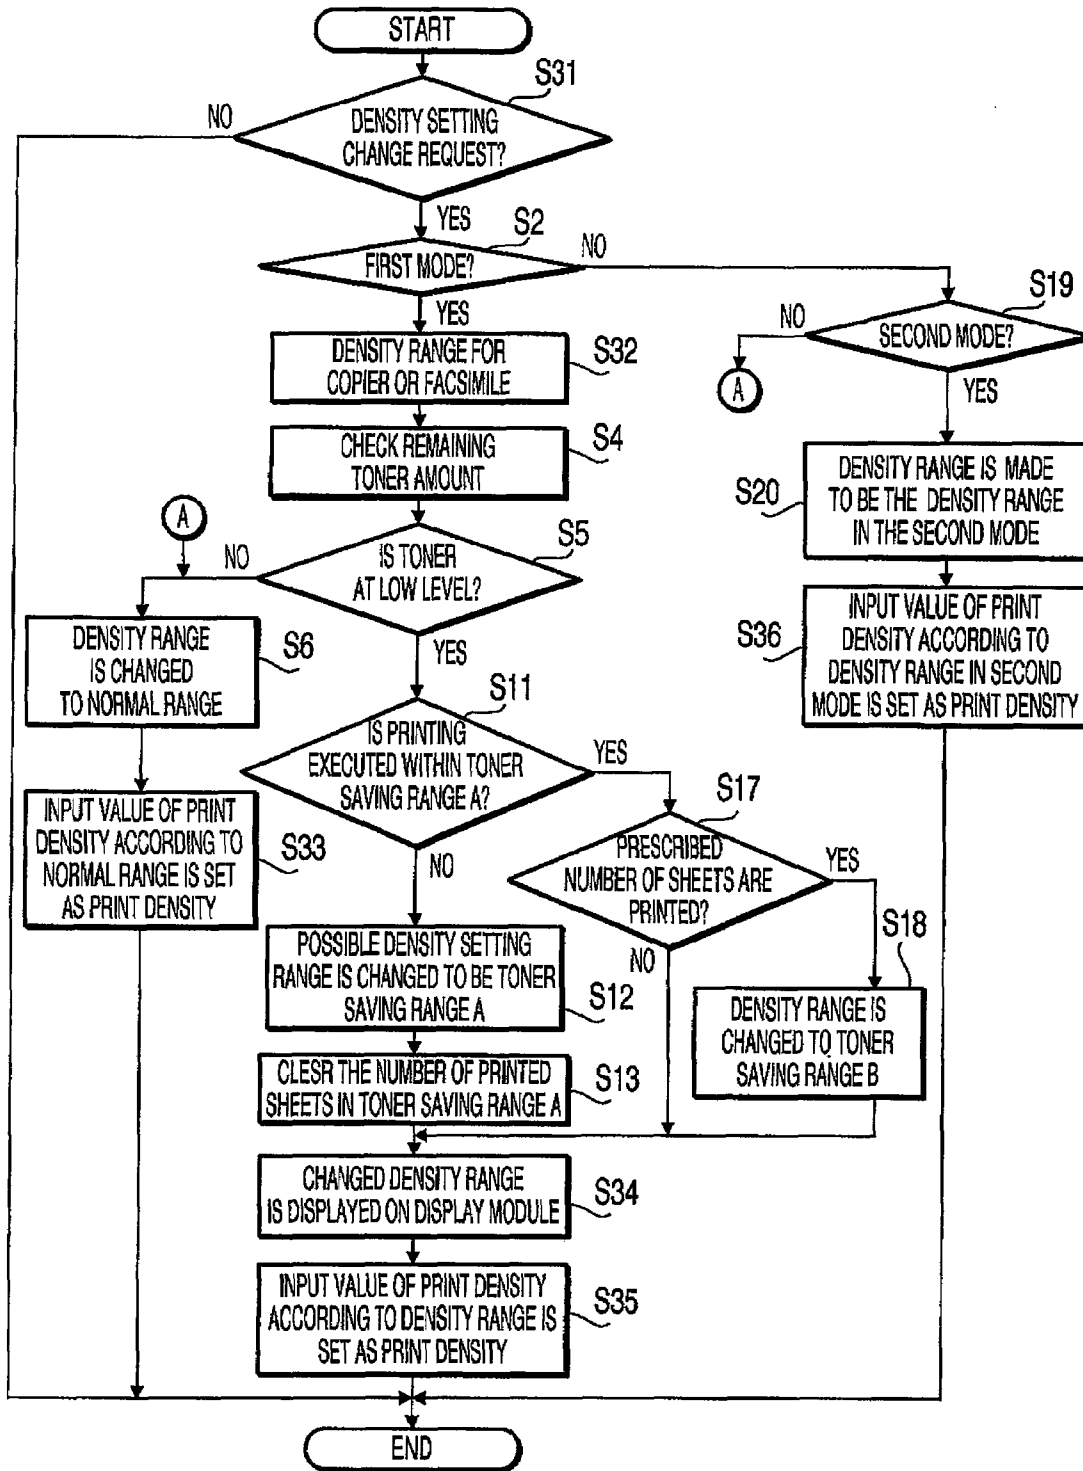 START
S31
NO
DENSITY SETTING
CHANGE REQUEST?
YES
S2
NO
FIRST MODE?
YES
S19
NO
SECOND MODE?
A
YES
DENSITY RANGE FOR
COPIER OR FACSIMILE
S32
CHECK REMAINING
TONER AMOUNT
S4
DENSITY RANGE IS MADE
TO BE THE DENSITY RANGE
IN THE SECOND MODE
S20
A
S5
NO
IS TONER
AT LOW LEVEL?
YES
INPUT VALUE OF PRINT
DENSITY ACCORDING TO
DENSITY RANGE IN SECOND
MODE IS SET AS PRINT DENSITY
S36
DENSITY RANGE
IS CHANGED
TO NORMAL RANGE
S6
S11
IS PRINTING
EXECUTED WITHIN TONER
SAVING RANGE A?
YES
NO
S17
PRESCRIBED
NUMBER OF SHEETS ARE
PRINTED?
YES
NO
INPUT VALUE OF PRINT
DENSITY ACCORDING TO
NORMAL RANGE IS SET
AS PRINT DENSITY
S33
S18
POSSIBLE DENSITY SETTING
RANGE IS CHANGED TO BE TONER
SAVING RANGE A
S12
DENSITY RANGE IS
CHANGED TO TONER
SAVING RANGE B
CLESR THE NUMBER OF PRINTED
SHEETS IN TONER SAVING RANGE A
S13
CHANGED DENSITY RANGE
IS DISPLAYED ON DISPLAY MODULE
S34
INPUT VALUE OF PRINT DENSITY
ACCORDING TO DENSITY RANGE IS
SET AS PRINT DENSITY
S35
END